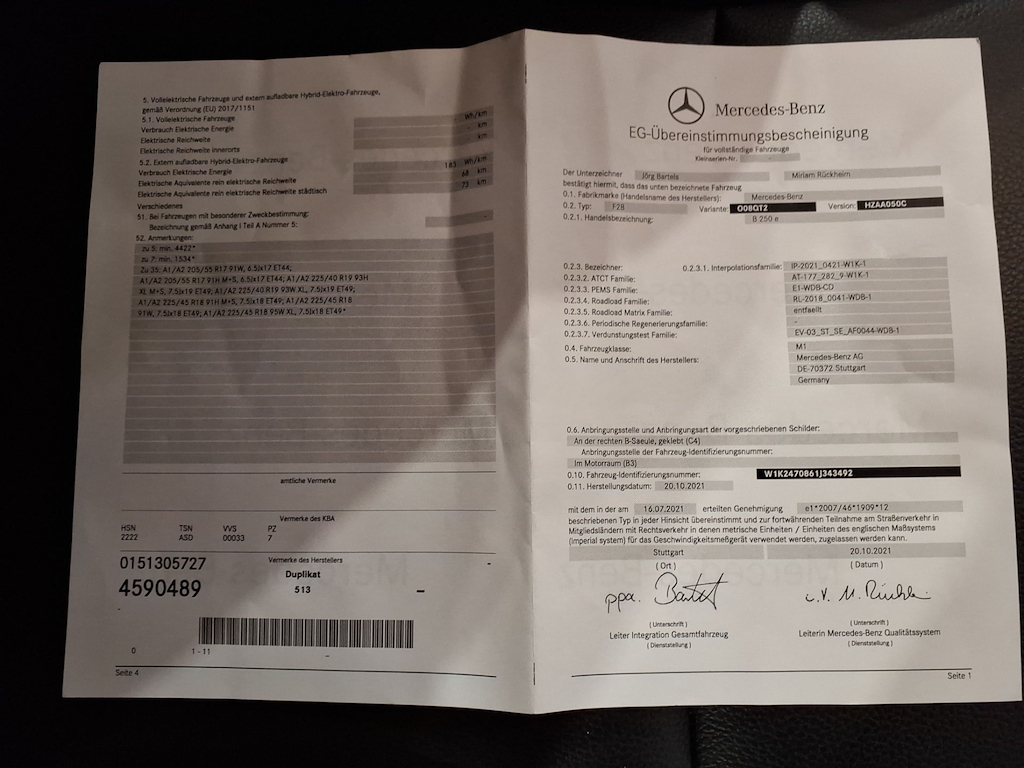 5. Vollelektrische Fahrzeuge und extern aufladbare Hybrid-Elektro-Fahrzeuge,
gemäß Verordnung (EU) 2017/1151
5.1. Vollelektrische Fahrzeuge
Verbrauch Elektrische Energie - Wh/km
Elektrische Reichweite - km
Elektrische Reichweite innerorts - km
5.2. Extern aufladbare Hybrid-Elektro-Fahrzeuge
Verbrauch Elektrische Energie 183 Wh/km
Elektrische Äquivalente rein elektrische Reichweite 68 km
Elektrische Äquivalente rein elektrische Reichweite städtisch 73 km
Verschiedenes
51. Bei Fahrzeugen mit besonderer Zweckbestimmung:
Bezeichnung gemäß Anhang I Teil A Nummer 5: -
52. Anmerkungen:
zu 5: min. 4422*
zu 7: min. 1534*
Zu 35: A1/A2 205/55 R17 91W, 6.5Jx17 ET44;
A1/A2 205/55 R17 91H M+S, 6.5Jx17 ET44; A1/A2 225/40 R19 93H
XL M+S, 7.5Jx19 ET49; A1/A2 225/40 R19 93W XL, 7.5Jx19 ET49;
A1/A2 225/45 R18 91H M+S, 7.5Jx18 ET49; A1/A2 225/45 R18
91W, 7.5Jx18 ET49; A1/A2 225/45 R18 95W XL, 7.5Jx18 ET49*
amtliche Vermerke
Vermerke des KBA
HSN TSN VVS PZ
2222 ASD 00033 7
0151305727 Vermerke des Herstellers -
4590489 Duplikat
513 -
0 1 - 11 -
Seite 4
Mercedes-Benz
EG-Übereinstimmungsbescheinigung
für vollständige Fahrzeuge
Kleinserien-Nr. -
Der Unterzeichner Jörg Bartels Miriam Rückheim
bestätigt hiermit, dass das unten bezeichnete Fahrzeug
0.1. Fabrikmarke (Handelsname des Herstellers): Mercedes-Benz
0.2. Typ: F2B Variante: O08QT2 Version: HZAA050C
0.2.1. Handelsbezeichnung: B 250 e
0.2.3. Bezeichner: 0.2.3.1. Interpolationsfamilie: IP-2021_0421-W1K-1
0.2.3.2. ATCT Familie: AT-177_282_9-W1K-1
0.2.3.3. PEMS Familie: E1-WDB-CD
0.2.3.4. Roadload Familie: RL-2018_0041-WDB-1
0.2.3.5. Roadload Matrix Familie: entfaellt
0.2.3.6. Periodische Regenerierungsfamilie: -
0.2.3.7. Verdunstungstest Familie: EV-03_ST_SE_AF0044-WDB-1
0.4. Fahrzeugklasse: M1
0.5. Name und Anschrift des Herstellers: Mercedes-Benz AG
DE-70372 Stuttgart
Germany
0.6. Anbringungsstelle und Anbringungsart der vorgeschriebenen Schilder:
An der rechten B-Saeule, geklebt (C4)
Anbringungsstelle der Fahrzeug-Identifizierungsnummer:
Im Motorraum (B3)
0.10. Fahrzeug-Identifizierungsnummer: W1K2470861J343492
0.11. Herstellungsdatum: 20.10.2021
mit dem in der am 16.07.2021 erteilten Genehmigung e1*2007/46*1909*12
beschriebenen Typ in jeder Hinsicht übereinstimmt und zur fortwährenden Teilnahme am Straßenverkehr in
Mitgliedsländern mit Rechtsverkehr in denen metrische Einheiten / Einheiten des englischen Maßsystems
(Imperial system) für das Geschwindigkeitsmeßgerät verwendet werden, zugelassen werden kann.
Stuttgart 20.10.2021
( Ort ) ( Datum )
ppa. Bartels i.V. M. Rückheim
( Unterschrift ) ( Unterschrift )
Leiter Integration Gesamtfahrzeug Leiterin Mercedes-Benz Qualitätssystem
( Dienststellung ) ( Dienststellung )
Seite 1